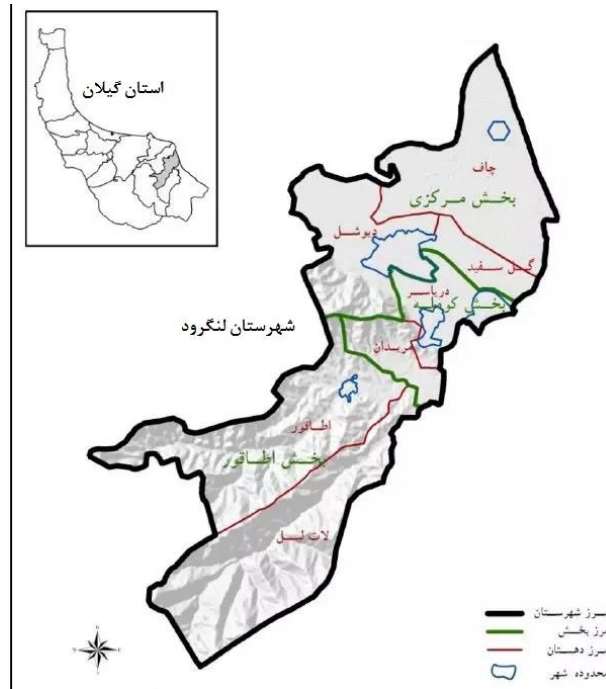 استان گیلان
چاف
بخش مرکزی
دیوشل
گل سفید
دریاسر
بخش کومله
شهرستان لنگرود
مریدان
اطاقور
بخش اطاقور
لات لیل
مرز شهرستان
مرز بخش
مرز دهستان
محدوده شهر